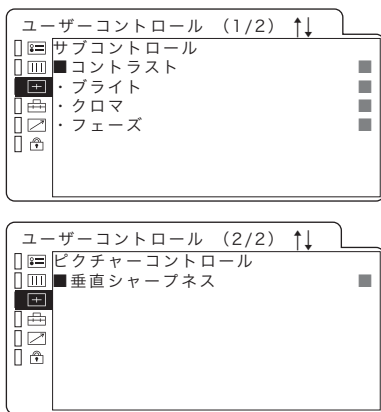 ユーザーコントロール (1/2) ↑↓
サブコントロール
■コントラスト
・ブライト
・クロマ
・フェーズ
ユーザーコントロール (2/2) ↑↓
ピクチャーコントロール
■垂直シャープネス